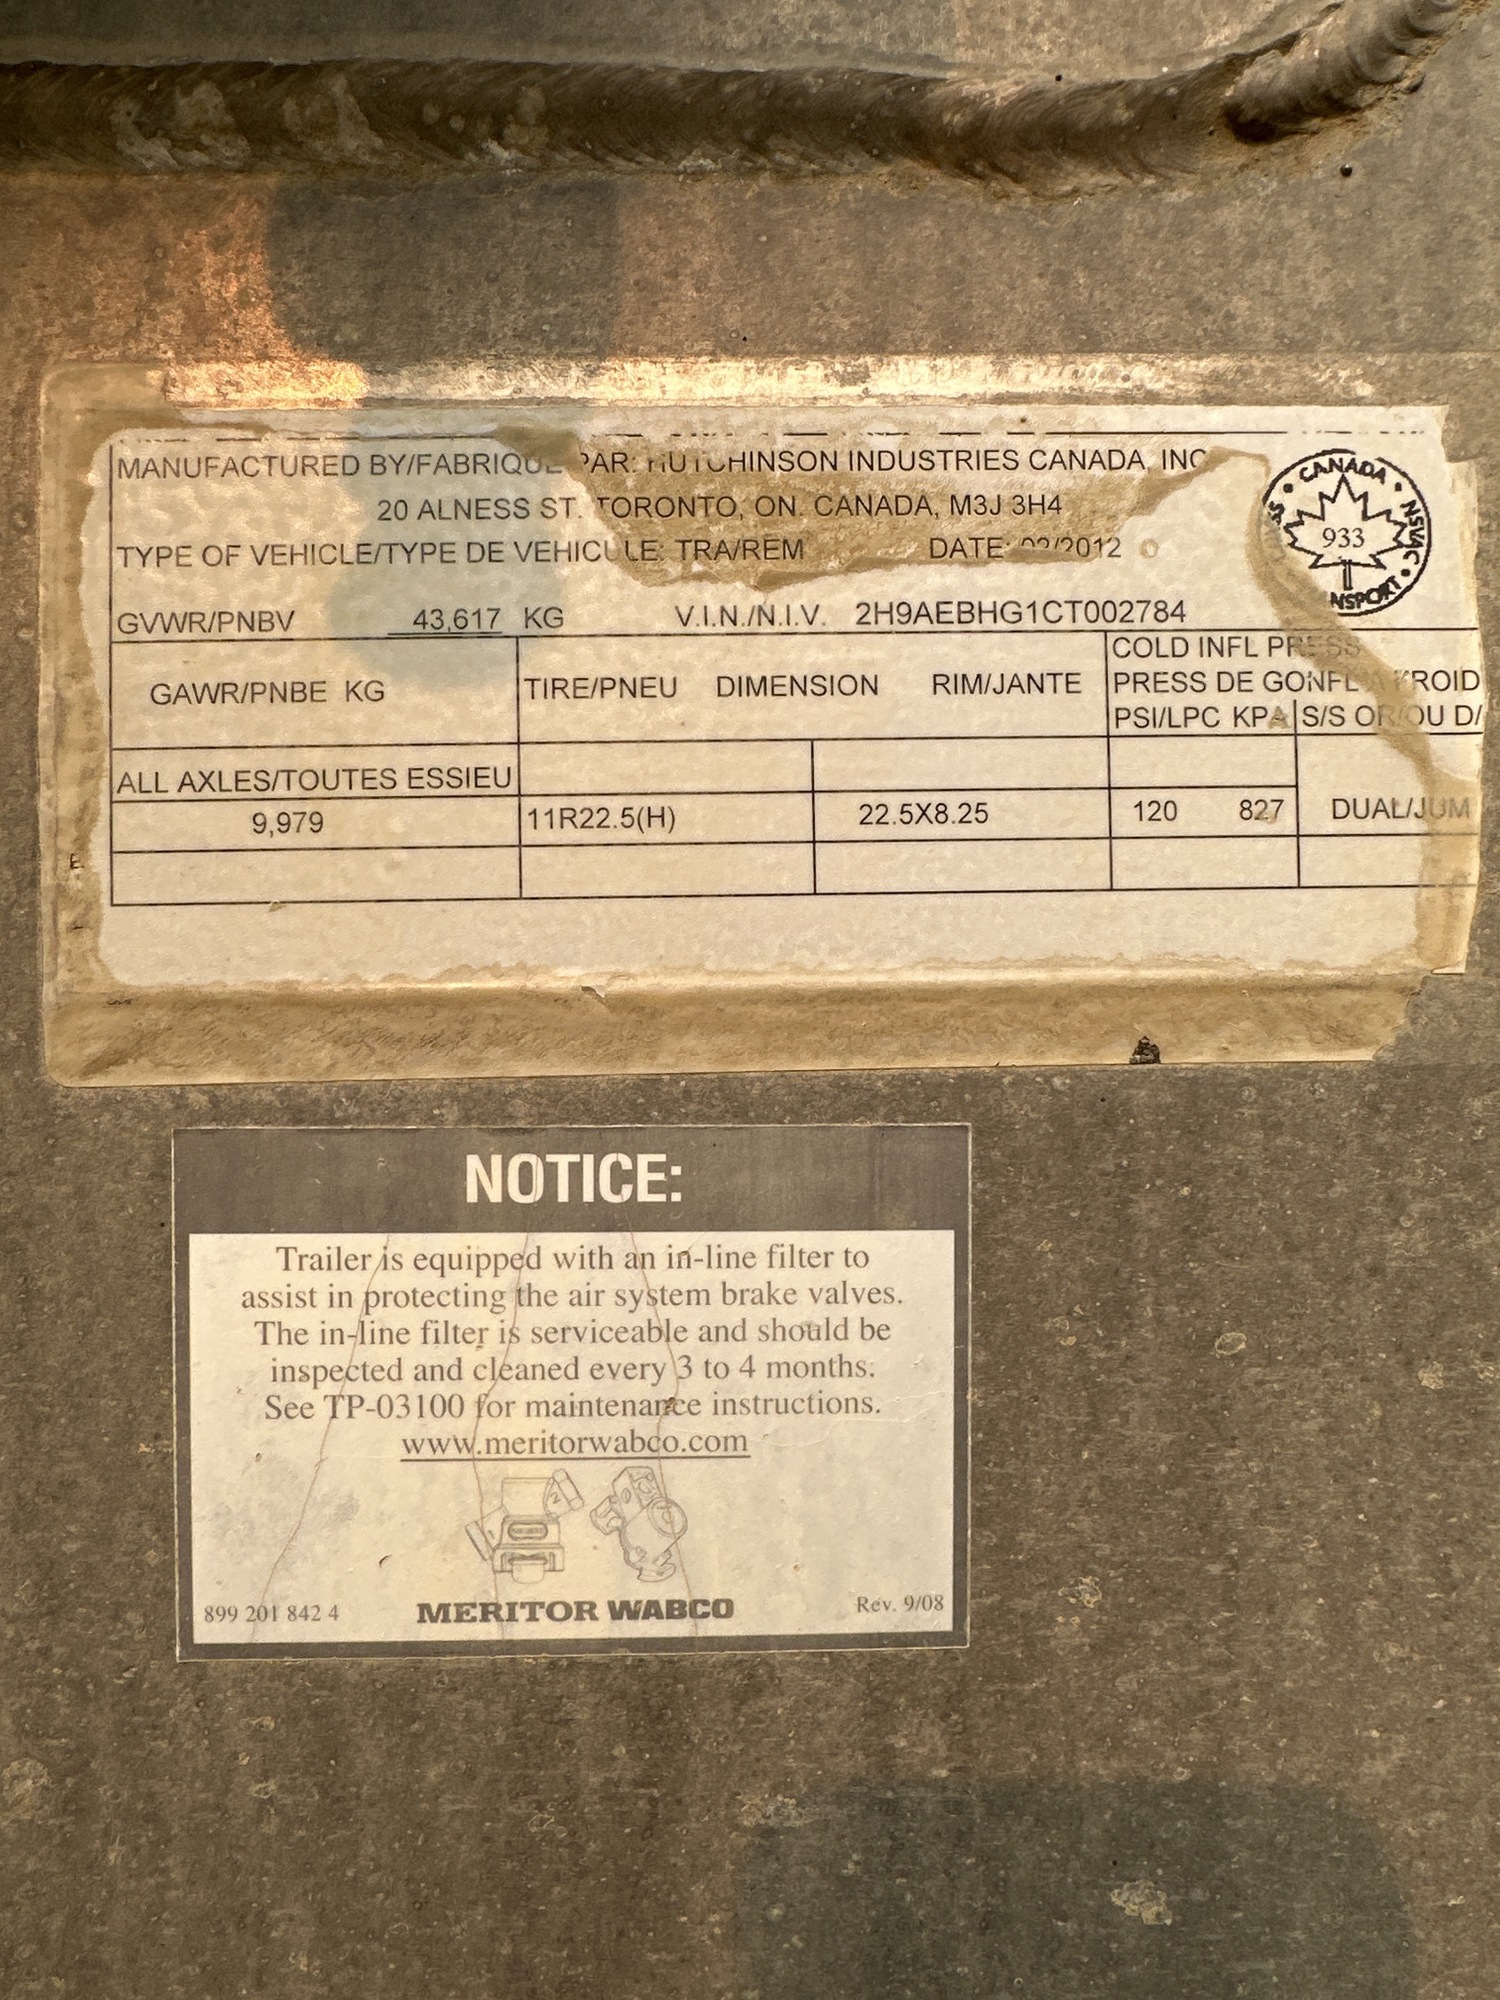 MANUFACTURED BY/FABRIQUE PAR: HUTCHINSON INDUSTRIES CANADA, INC
20 ALNESS ST. TORONTO, ON. CANADA, M3J 3H4
TYPE OF VEHICLE/TYPE DE VEHICULE: TRA/REM DATE: /2012
CANADA
933
GVWR/PNBV 43,617 KG V.I.N./N.I.V. 2H9AEBHG1CT002784
GAWR/PNBE KG TIRE/PNEU DIMENSION RIM/JANTE COLD INFL PRESS
PRESS DE GONFL A FROID
PSI/LPC KPA S/S OR/OU D/
ALL AXLES/TOUTES ESSIEU
9,979 11R22.5(H) 22.5X8.25 120 827 DUAL/JUM
NOTICE:
Trailer is equipped with an in-line filter to
assist in protecting the air system brake valves.
The in-line filter is serviceable and should be
inspected and cleaned every 3 to 4 months.
See TP-03100 for maintenance instructions.
www.meritorwabco.com
899 201 842 4 MERITOR WABCO Rev. 9/08